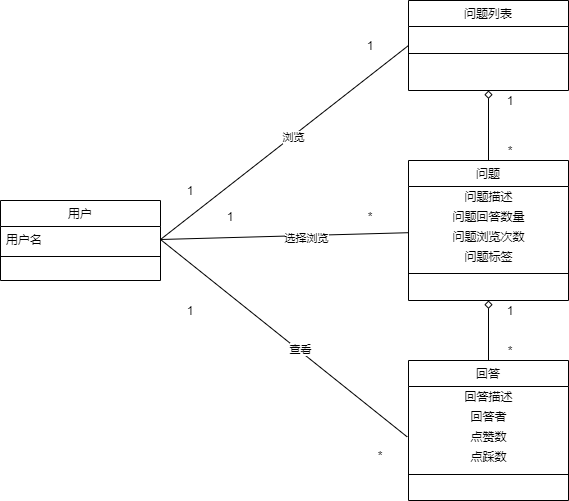 问题列表
1
浏览
1
1
*
问题
问题描述
问题回答数量
问题浏览次数
问题标签
用户
用户名
1
*
选择浏览
1
1
*
查看
回答
回答描述
回答者
点赞数
点踩数
*